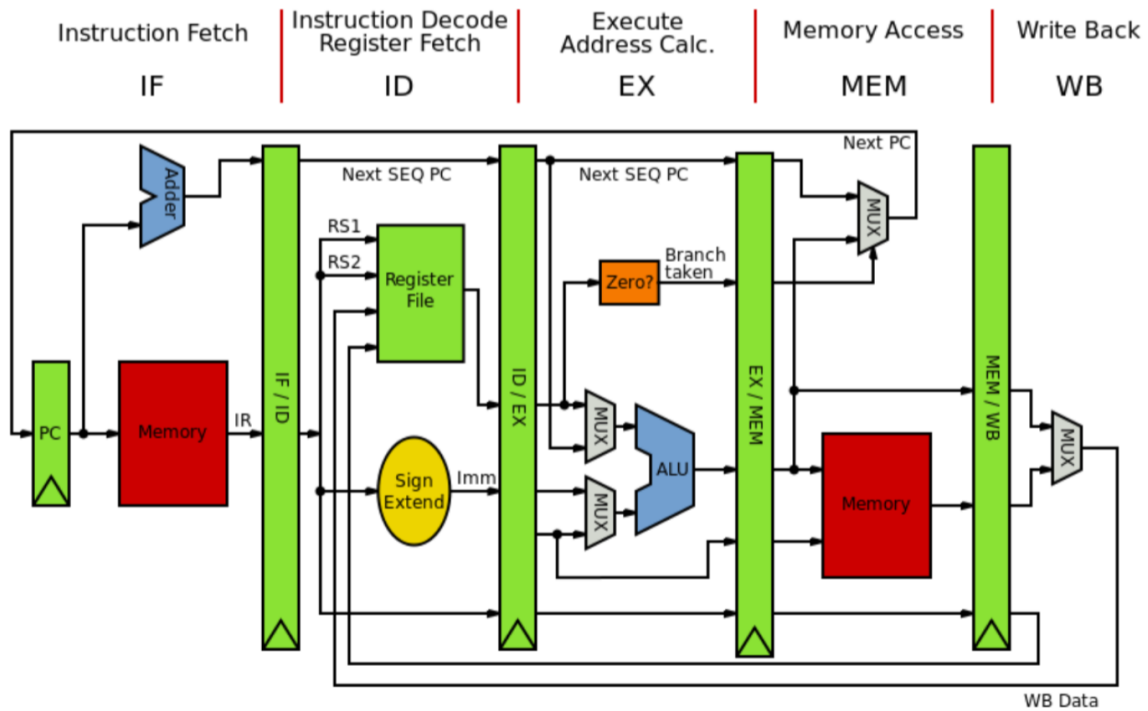 Instruction Fetch
IF
Instruction Decode
Register Fetch
ID
Execute
Address Calc.
EX
Memory Access
MEM
Write Back
WB
Next PC
Adder
Next SEQ PC
Next SEQ PC
MUX
RS1
RS2
Register
File
Branch
taken
Zero?
PC
Memory
IR
IF / ID
ID / EX
EX / MEM
MEM / WB
MUX
MUX
ALU
Sign
Extend
Imm
Memory
MUX
WB Data